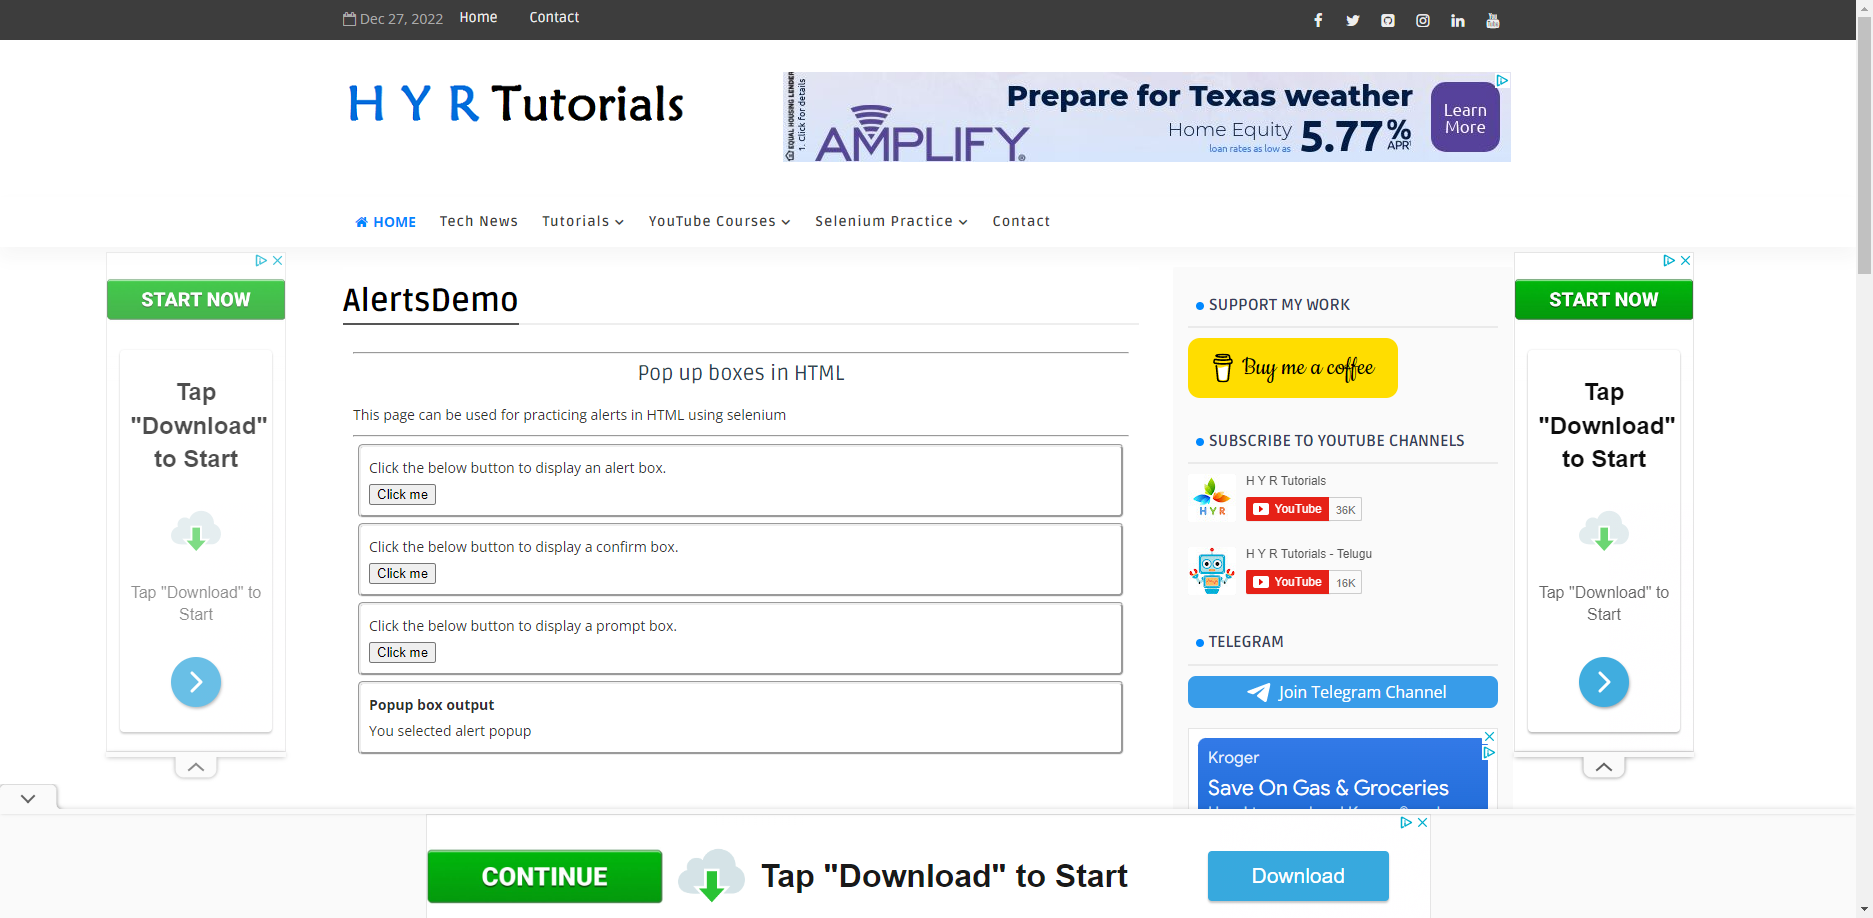 Dec 27, 2022 Home Contact
H Y R Tutorials
EQUAL HOUSING LENDER
1. Click for details
AMPLIFY®
Prepare for Texas weather
Home Equity
loan rates as low as
5.77% APR¹
Learn More
HOME Tech News Tutorials YouTube Courses Selenium Practice Contact
START NOW
Tap
"Download"
to Start
Tap "Download" to
Start
AlertsDemo
Pop up boxes in HTML
This page can be used for practicing alerts in HTML using selenium
Click the below button to display an alert box.
Click me
Click the below button to display a confirm box.
Click me
Click the below button to display a prompt box.
Click me
Popup box output
You selected alert popup
SUPPORT MY WORK
Buy me a coffee
SUBSCRIBE TO YOUTUBE CHANNELS
H Y R
H Y R Tutorials
YouTube 36K
H Y R Tutorials - Telugu
YouTube 16K
TELEGRAM
Join Telegram Channel
Kroger
Save On Gas & Groceries
START NOW
Tap
"Download"
to Start
Tap "Download" to
Start
CONTINUE
Tap "Download" to Start
Download